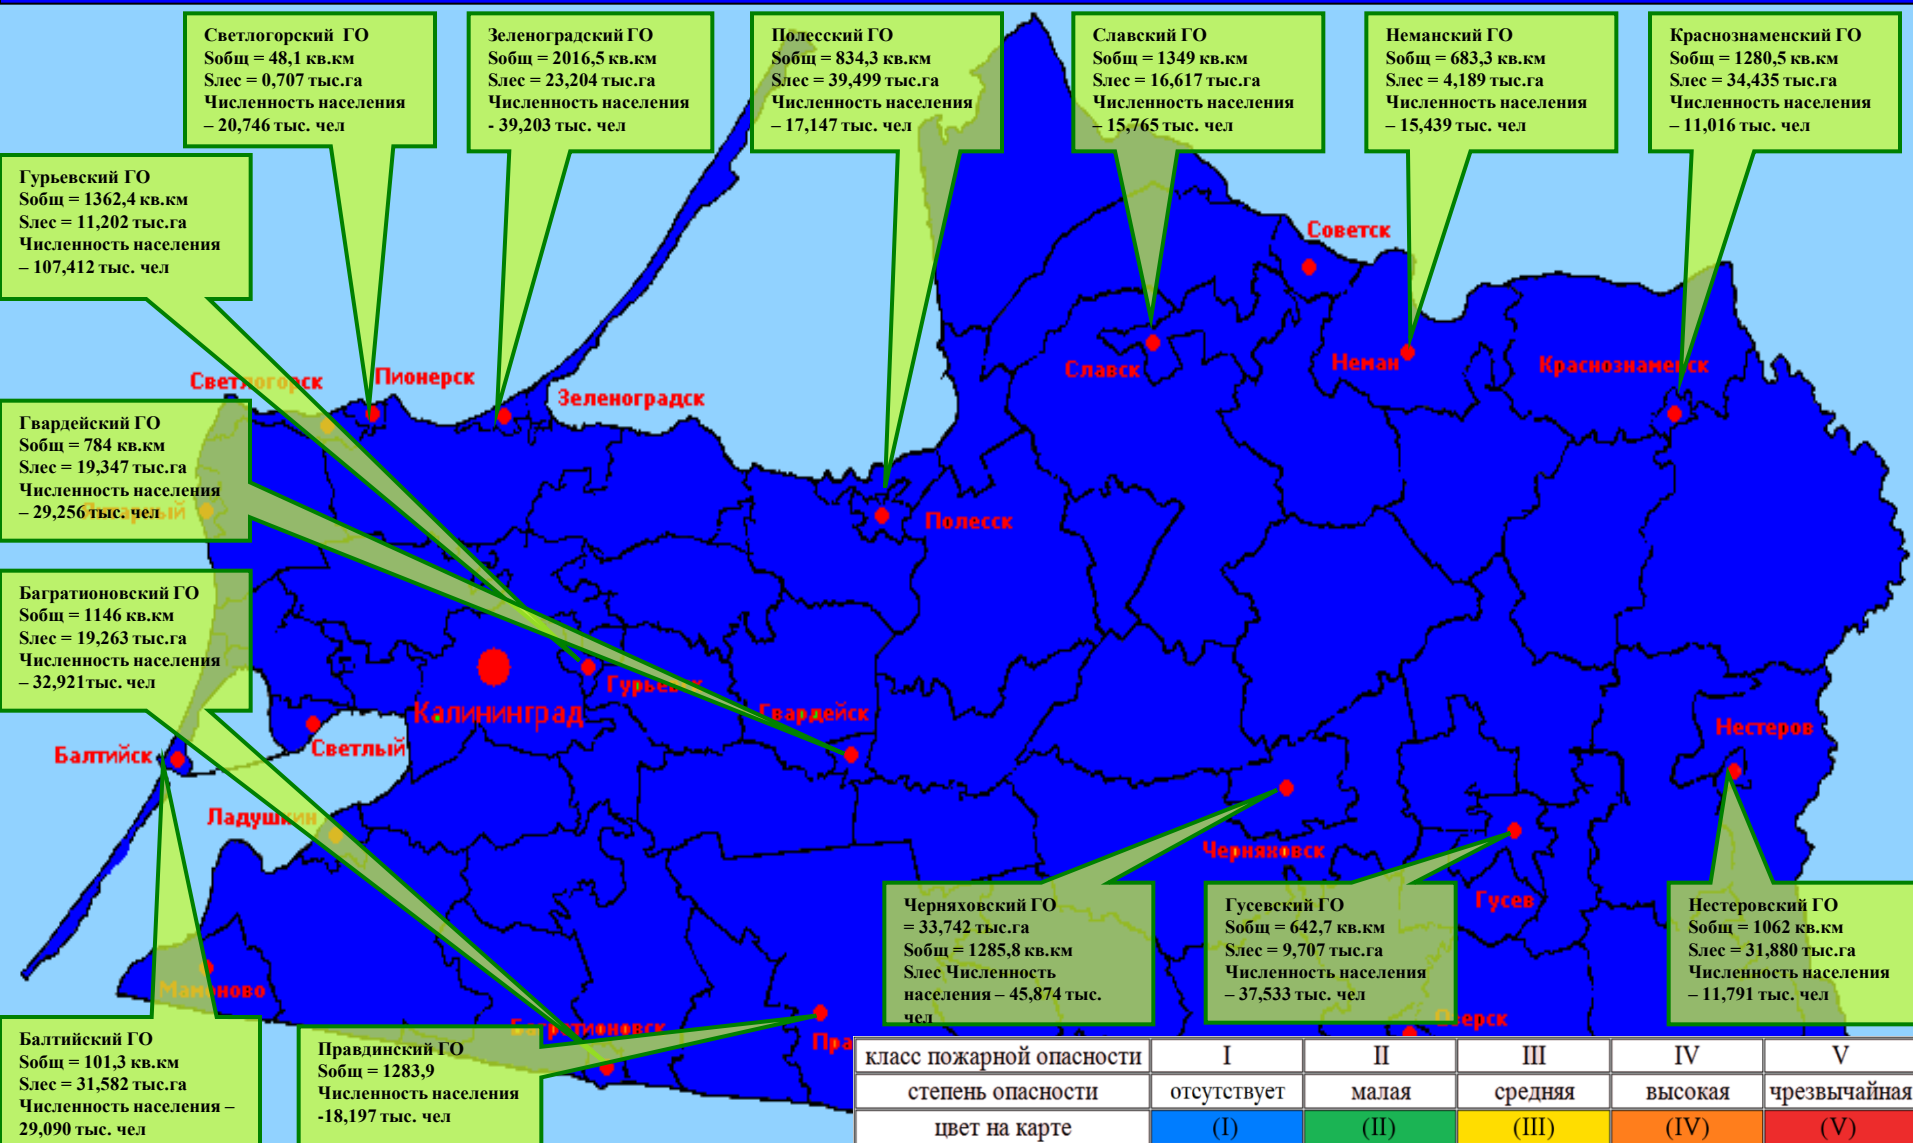 Светлогорский ГО
Sобщ = 48,1 кв.км
Sлес = 0,707 тыс.га
Численность населения
– 20,746 тыс. чел
Зеленоградский ГО
Sобщ = 2016,5 кв.км
Sлес = 23,204 тыс.га
Численность населения
- 39,203 тыс. чел
Полесский ГО
Sобщ = 834,3 кв.км
Sлес = 39,499 тыс.га
Численность населения
– 17,147 тыс. чел
Славский ГО
Sобщ = 1349 кв.км
Sлес = 16,617 тыс.га
Численность населения
– 15,765 тыс. чел
Неманский ГО
Sобщ = 683,3 кв.км
Sлес = 4,189 тыс.га
Численность населения
– 15,439 тыс. чел
Краснознаменский ГО
Sобщ = 1280,5 кв.км
Sлес = 34,435 тыс.га
Численность населения
– 11,016 тыс. чел
Гурьевский ГО
Sобщ = 1362,4 кв.км
Sлес = 11,202 тыс.га
Численность населения
– 107,412 тыс. чел
Советск
Славск
Неман
Краснознаменск
Светлогорск
Пионерск
Зеленоградск
Гвардейский ГО
Sобщ = 784 кв.км
Sлес = 19,347 тыс.га
Численность населения
– 29,256 тыс. чел
Полесск
Багратионовский ГО
Sобщ = 1146 кв.км
Sлес = 19,263 тыс.га
Численность населения
– 32,921тыс. чел
Гурьевск
Калининград
Гвардейск
Нестеров
Балтийск
Светлый
Ладушкин
Черняховск
Гусев
Черняховский ГО
= 33,742 тыс.га
Sобщ = 1285,8 кв.км
Sлес Численность
населения – 45,874 тыс.
чел
Гусевский ГО
Sобщ = 642,7 кв.км
Sлес = 9,707 тыс.га
Численность населения
– 37,533 тыс. чел
Нестеровский ГО
Sобщ = 1062 кв.км
Sлес = 31,880 тыс.га
Численность населения
– 11,791 тыс. чел
Мамоново
Багратионовск
Озерск
Пра
Балтийский ГО
Sобщ = 101,3 кв.км
Sлес = 31,582 тыс.га
Численность населения –
29,090 тыс. чел
Правдинский ГО
Sобщ = 1283,9
Численность населения
-18,197 тыс. чел
класс пожарной опасности I II III IV V
степень опасности отсутствует малая средняя высокая чрезвычайная
цвет на карте (I) (II) (III) (IV) (V)